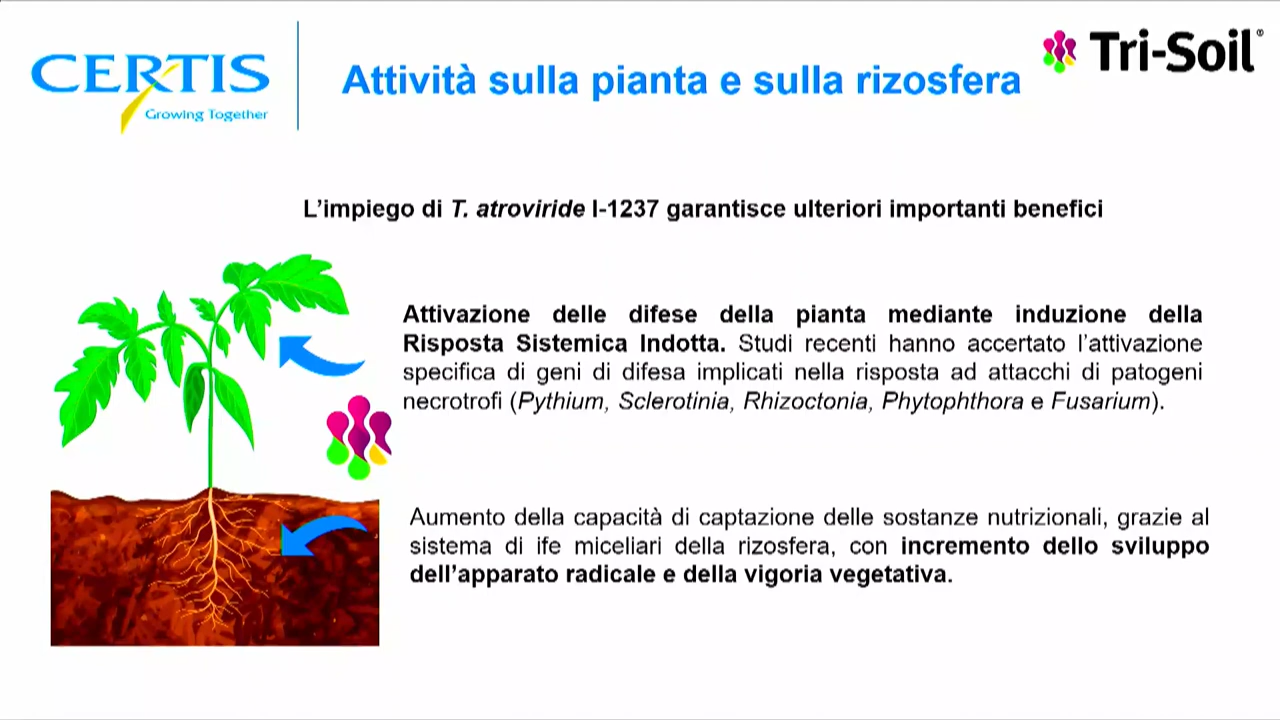 CERTIS
Growing Together
Attività sulla pianta e sulla rizosfera
Tri-Soil®
L’impiego di T. atroviride I-1237 garantisce ulteriori importanti benefici
Attivazione delle difese della pianta mediante induzione della
Risposta Sistemica Indotta. Studi recenti hanno accertato l’attivazione
specifica di geni di difesa implicati nella risposta ad attacchi di patogeni
necrotrofi (Pythium, Sclerotinia, Rhizoctonia, Phytophthora e Fusarium).
Aumento della capacità di captazione delle sostanze nutrizionali, grazie al
sistema di ife miceliari della rizosfera, con incremento dello sviluppo
dell’apparato radicale e della vigoria vegetativa.